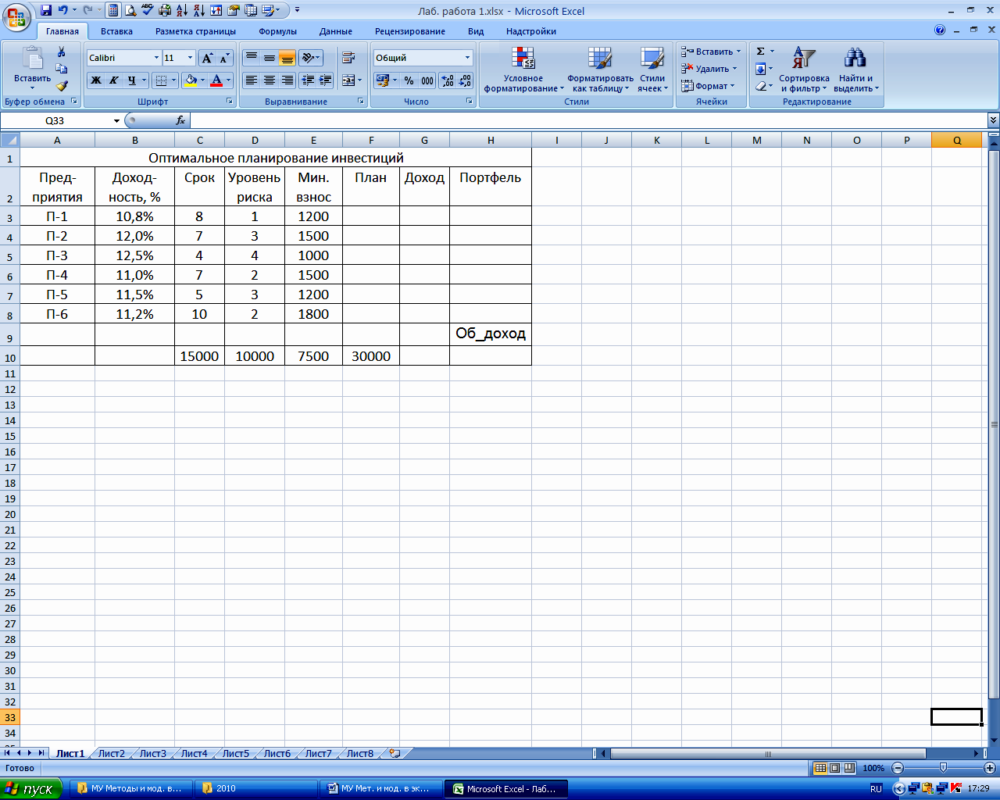 Лаб. работа 1.xlsx - Microsoft Excel
Главная Вставка Разметка страницы Формулы Данные Рецензирование Вид Надстройки
Вставить
Calibri 11
Ж К Ч
Общий
% 000
Условное форматирование
Форматировать как таблицу
Стили ячеек
Вставить
Удалить
Формат
Сортировка и фильтр
Найти и выделить
Буфер обмена Шрифт Выравнивание Число Стили Ячейки Редактирование
Q33 fx
A B C D E F G H I J K L M N O P Q
1 Оптимальное планирование инвестиций
2 Пред-приятия Доход-ность, % Срок Уровень риска Мин. взнос План Доход Портфель
3 П-1 10,8% 8 1 1200
4 П-2 12,0% 7 3 1500
5 П-3 12,5% 4 4 1000
6 П-4 11,0% 7 2 1500
7 П-5 11,5% 5 3 1200
8 П-6 11,2% 10 2 1800
9 Об_доход
10 15000 10000 7500 30000
11
12
13
14
15
16
17
18
19
20
21
22
23
24
25
26
27
28
29
30
31
32
33
34
Лист1 Лист2 Лист3 Лист4 Лист5 Лист6 Лист7 Лист8
Готово 100%
пуск МУ Методы и мод. в... 2010 МУ Мет. и мод. в эк... Microsoft Excel - Лаб... RU 17:29